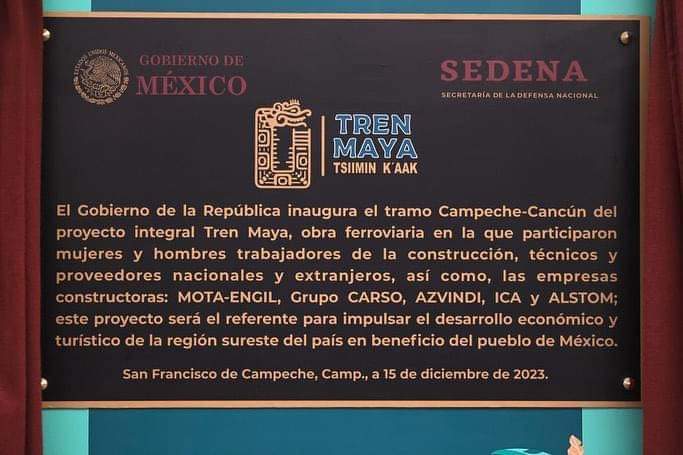 GOBIERNO DE
MÉXICO
SEDENA
SECRETARÍA DE LA DEFENSA NACIONAL
TREN
MAYA
TSIIMIN K´AAK
El Gobierno de la República inaugura el tramo Campeche-Cancún del
proyecto integral Tren Maya, obra ferroviaria en la que participaron
mujeres y hombres trabajadores de la construcción, técnicos y
proveedores nacionales y extranjeros, así como, las empresas
constructoras: MOTA-ENGIL, Grupo CARSO, AZVINDI, ICA y ALSTOM;
este proyecto será el referente para impulsar el desarrollo económico y
turístico de la región sureste del país en beneficio del pueblo de México.
San Francisco de Campeche, Camp., a 15 de diciembre de 2023.